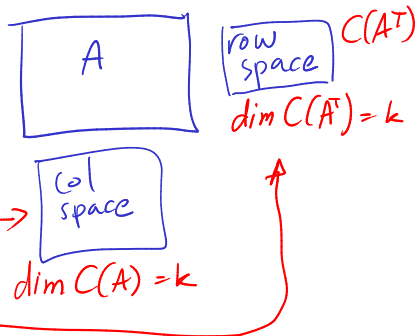 A
row
space
C(Aᵀ)
dim C(Aᵀ) = k
col
space
dim C(A) = k